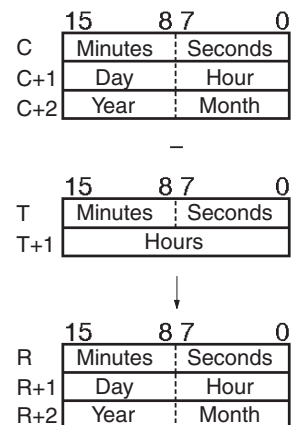 15 8 7 0
C Minutes Seconds
C+1 Day Hour
C+2 Year Month
–
15 8 7 0
T Minutes Seconds
T+1 Hours
15 8 7 0
R Minutes Seconds
R+1 Day Hour
R+2 Year Month